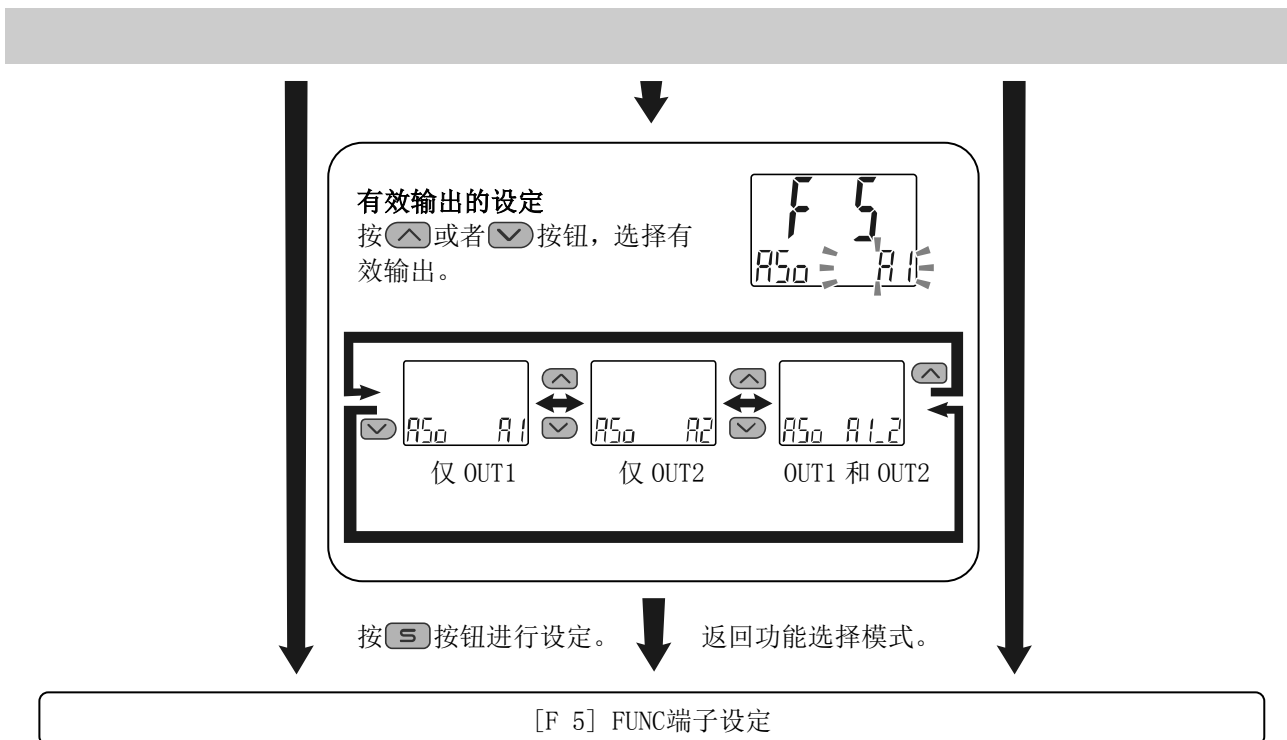 有效输出的设定
F 5
按或者按钮，选择有
效输出。
ASo A1
ASo A1
ASo A2
ASo A1_2
仅 OUT1
仅 OUT2
OUT1 和 OUT2
按 S 按钮进行设定。
返回功能选择模式。
[F 5] FUNC端子设定